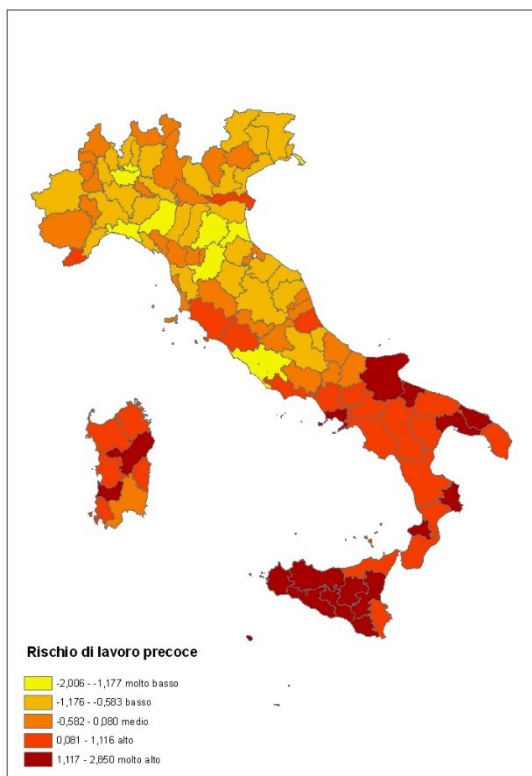 Rischio di lavoro precoce
-2,006 - -1,177 molto basso
-1,176 - -0,583 basso
-0,582 - 0,080 medio
0,081 - 1,116 alto
1,117 - 2,850 molto alto